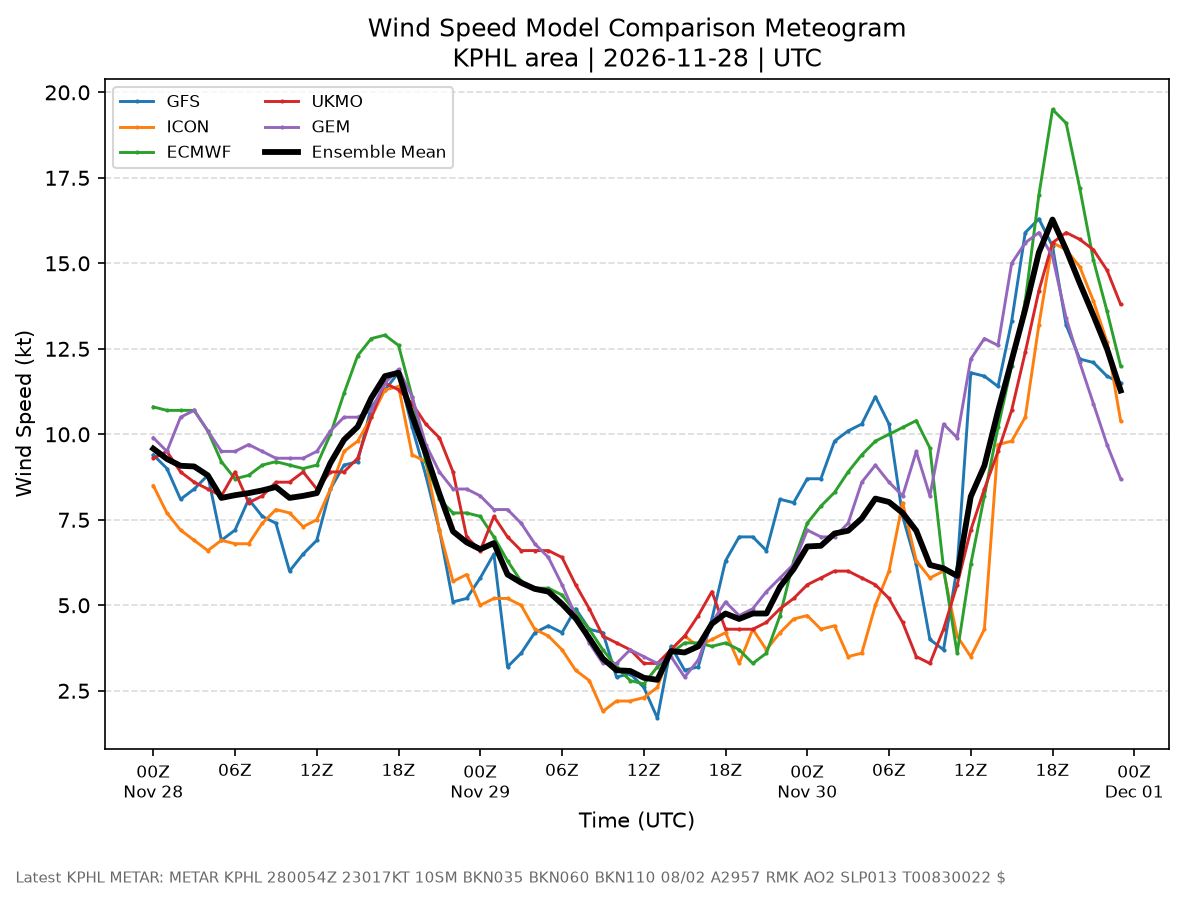 Wind Speed Model Comparison Meteogram
KPHL area | 2026-11-28 | UTC
GFS
ICON
ECMWF
UKMO
GEM
Ensemble Mean
Wind Speed (kt)
20.0
17.5
15.0
12.5
10.0
7.5
5.0
2.5
00Z 06Z 12Z 18Z 00Z 06Z 12Z 18Z 00Z 06Z 12Z 18Z 00Z
Nov 28 Nov 29 Nov 30 Dec 01
Time (UTC)
Latest KPHL METAR: METAR KPHL 280054Z 23017KT 10SM BKN035 BKN060 BKN110 08/02 A2957 RMK AO2 SLP013 T00830022 $